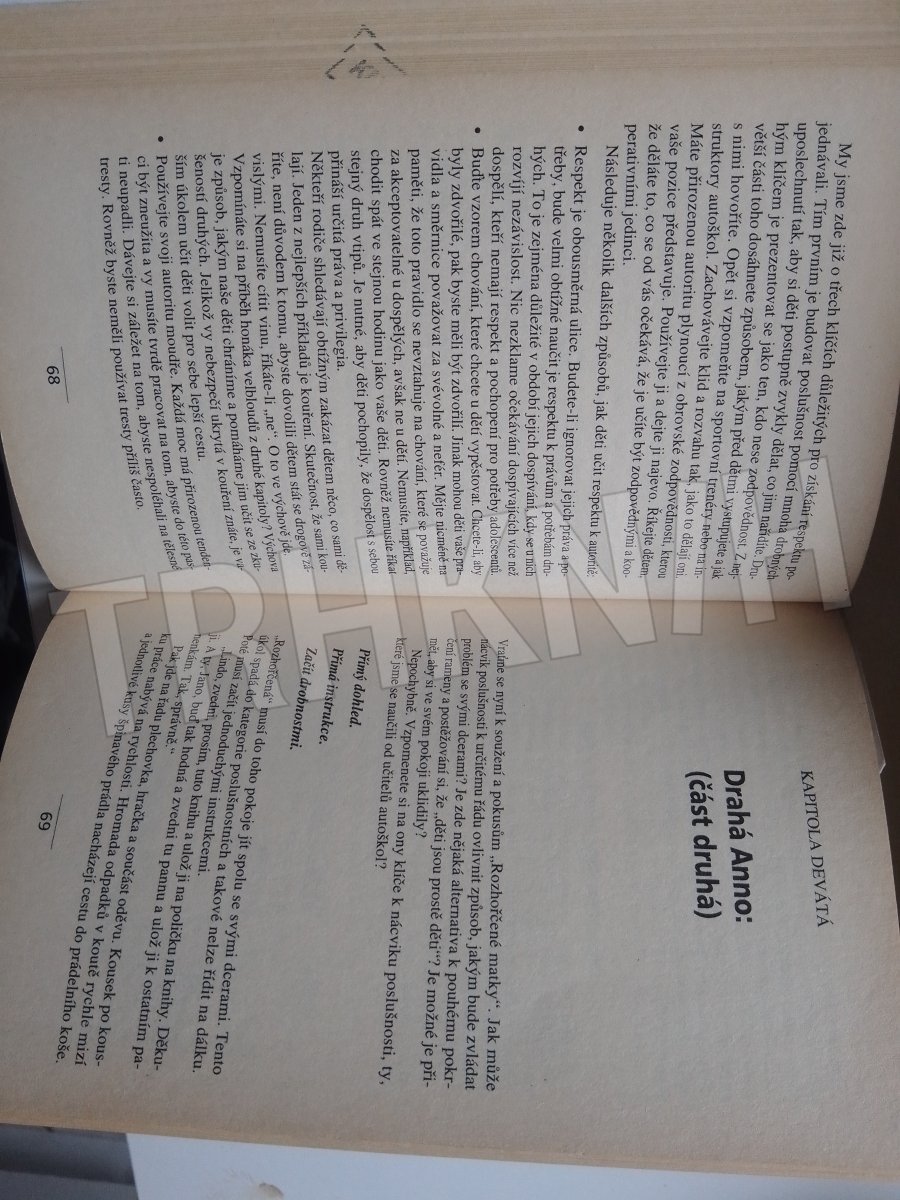 My jsme zde již o třech klíčích důležitých pro získání respektu po-
jednávali. Tím prvním je budovat poslušnost pomocí mnoha drobných
uposlechnutí tak, aby si děti postupně zvykly dělat, co jim nařídíte. Dru-
hým klíčem je prezentovat se jako ten, kdo nese zodpovědnost. Z nej-
větší části toho dosáhnete způsobem, jakým před dětmi vystupujete a jak
s nimi hovoříte. Opět si vzpomeňte na sportovní trenéry nebo na in-
struktory autoškol. Zachovávejte klid a rozvahu tak, jako to dělají oni.
Máte přirozenou autoritu plynoucí z obrovské zodpovědnosti, kterou
vaše pozice představuje. Používejte ji a dejte ji najevo. Říkejte dětem,
že děláte to, co se od vás očekává, že je učíte být zodpovědnými a koo-
perativními jedinci.
Následuje několik dalších způsobů, jak děti učit respektu k autoritě:
• Respekt je obousměrná ulice. Budete-li ignorovat jejich práva a po-
třeby, bude velmi obtížné naučit je respektu k právům a potřebám dru-
hých. To je zejména důležité v období jejich dospívání, kdy se u nich
rozvíjí nezávislost. Nic nezklame očekávání dospívajících více než
dospělí, kteří nemají respekt a pochopení pro potřeby adolescentů.
• Buďte vzorem chování, které chcete u dětí vypěstovat. Chcete-li, aby
byly zdvořilé, pak byste měli být zdvořilí. Jinak mohou děti vaše pra-
vidla a směrnice považovat za svévolné a nefér. Mějte nicméně na
paměti, že toto pravidlo se nevztahuje na chování, které se považuje
za akceptovatelné u dospělých, avšak ne u dětí. Nemusíte, například,
chodit spát ve stejnou hodinu jako vaše děti. Rovněž nemusíte říkat
stejný druh vtipů. Je nutné, aby děti pochopily, že dospělost s sebou
přináší určitá práva a privilegia.
Někteří rodiče shledávají obtížným zakázat dětem něco, co sami dě-
lají. Jeden z nejlepších příkladů je kouření. Skutečnost, že sami kou-
říte, není důvodem k tomu, abyste dovolili dětem stát se drogově zá-
vislými. Nemusíte cítit vinu, říkáte-li „ne“. O to ve výchově jde.
Vzpomínáte si na příběh honáka velbloudů z druhé kapitoly? Výchova
je způsob, jakým naše děti chráníme a pomáháme jim učit se ze zku-
šeností druhých. Jelikož vy nebezpečí ukrytá v kouření znáte, je va-
ším úkolem učit děti volit pro sebe lepší cestu.
• Používejte svoji autoritu moudře. Každá moc má přirozenou tenden-
ci být zneužita a vy musíte tvrdě pracovat na tom, abyste do této pas-
ti neupadli. Dávejte si záležet na tom, abyste nespoléhali na tělesné
tresty. Rovněž byste neměli používat tresty příliš často.
68
KAPITOLA DEVÁTÁ
Drahá Anno:
(část druhá)
Vraťme se nyní k soužení a pokusům „Rozhořčené matky“. Jak může
nácvik poslušnosti k určitému řádu ovlivnit způsob, jakým bude zvládat
problém se svými dcerami? Je zde nějaká alternativa k pouhému pokr-
čení rameny a postěžování si, že „děti jsou prostě děti“? Je možné je při-
mět, aby si ve svém pokoji uklidily?
Nepochybně. Vzpomenete si na ony klíče k nácviku poslušnosti, ty,
které jsme se naučili od učitelů autoškol?
Přímý dohled.
Přímá instrukce.
Začít drobnostmi.
„Rozhořčená“ musí do toho pokoje jít spolu se svými dcerami. Tento
úkol spadá do kategorie poslušnostních a takové nelze řídit na dálku.
Poté musí začít jednoduchými instrukcemi.
„Lindo, zvedni, prosím, tuto knihu a ulož ji na poličku na knihy. Děku-
ji. A ty, Jano, buď tak hodná a zvedni tu pannu a ulož ji k ostatním pa-
nenkám. Tak, správně.“
Pak jde na řadu plechovka, hračka a součást oděvu. Kousek po kous-
ku práce nabývá na rychlosti. Hromada odpadků v koutě rychle mizí
a jednotlivé kusy špinavého prádla nacházejí cestu do prádelního koše.
69
TRHKNIH